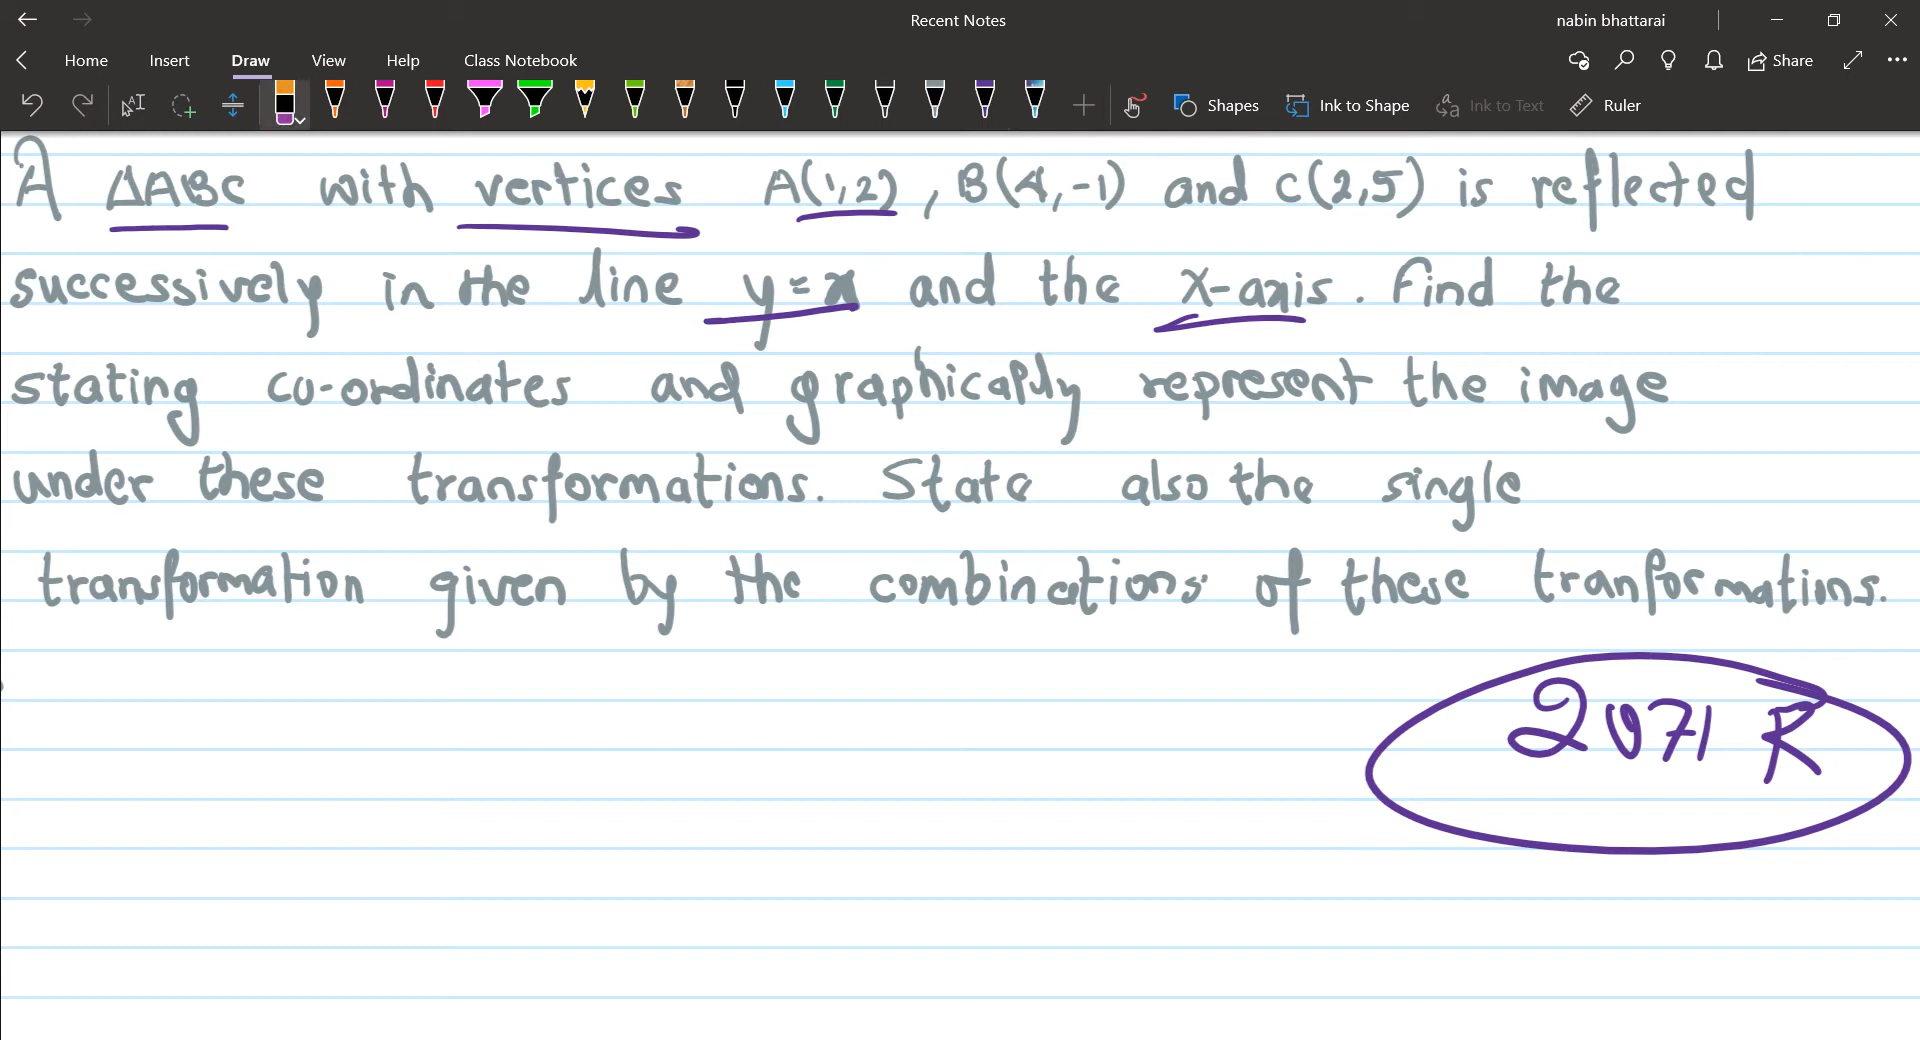 Recent Notes
nabin bhattarai
Home Insert Draw View Help Class Notebook
Share
Shapes Ink to Shape Ink to Text Ruler
A ΔABC with vertices A(1,2), B(4,-1) and C(2,5) is reflected
successively in the line y=x and the X-axis. Find the
stating co-ordinates and graphically represent the image
under these transformations. State also the single
transformation given by the combinations of these tranformations.
2071 R